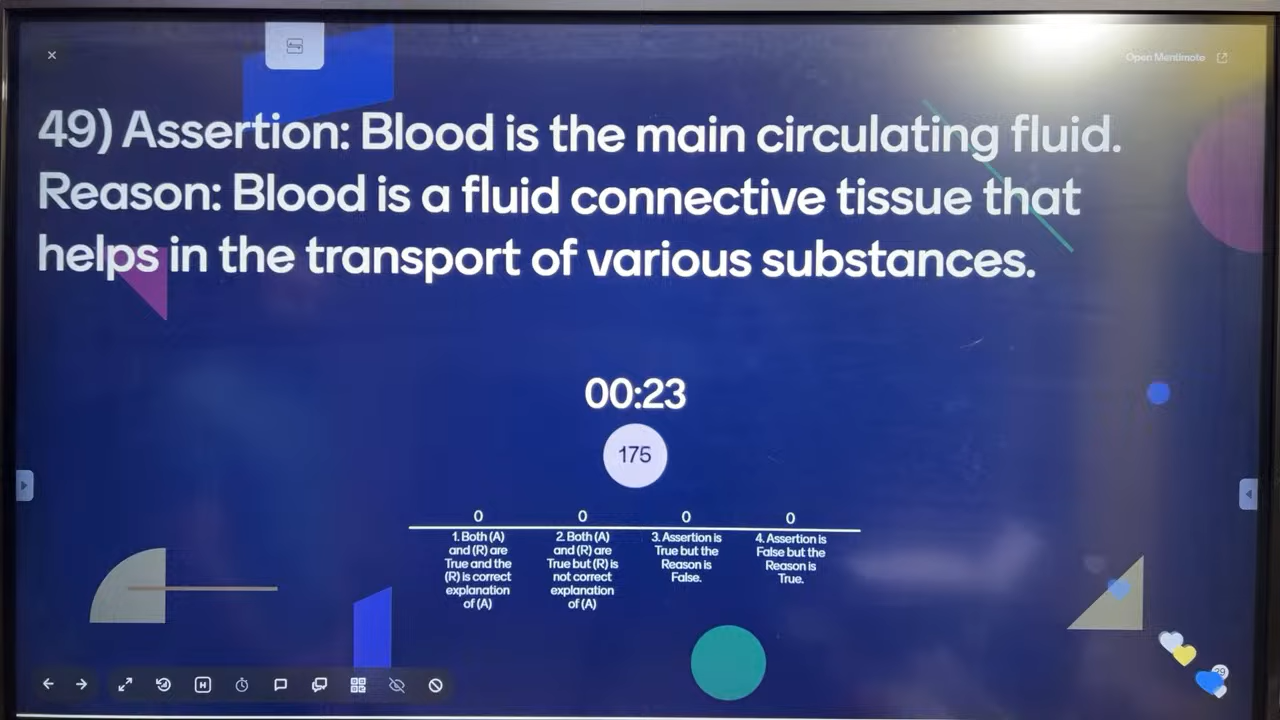 Open Mentimote
49) Assertion: Blood is the main circulating fluid.
Reason: Blood is a fluid connective tissue that
helps in the transport of various substances.
00:23
175
0
0
0
0
1. Both (A)
and (R) are
True and the
(R) is correct
explanation
of (A)
2. Both (A)
and (R) are
True but (R) is
not correct
explanation
of (A)
3. Assertion is
True but the
Reason is
False.
4. Assertion is
False but the
Reason is
True.
H